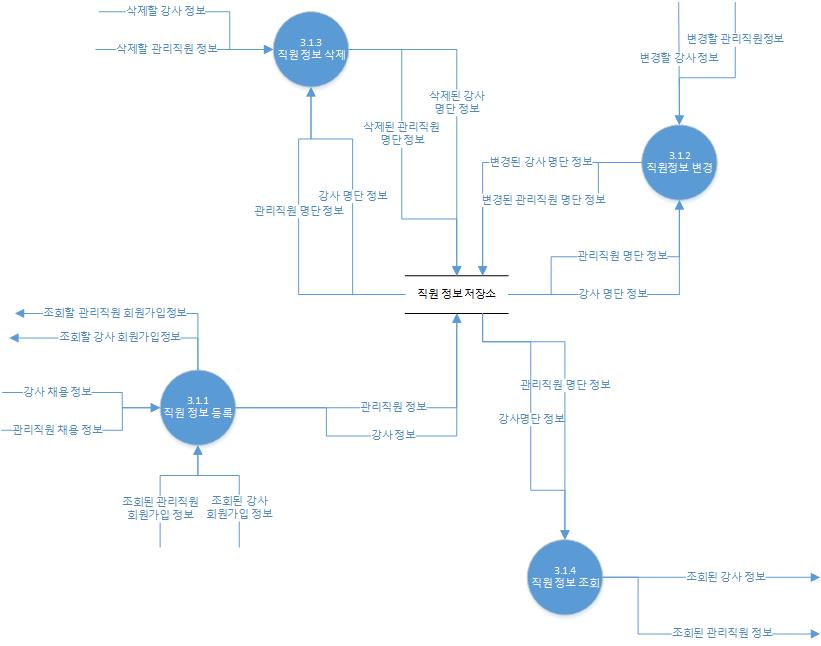 삭제할 강사 정보
삭제할 관리직원 정보
3.1.3
직원 정보 삭제
변경할 관리직원정보
변경할 강사정보
삭제된 강사
명단 정보
삭제된 관리직원
명단 정보
3.1.2
직원정보 변경
변경된 강사 명단 정보
변경된 관리직원 명단 정보
강사 명단 정보
관리직원 명단 정보
관리직원 명단 정보
강사 명단 정보
직원 정보 저장소
조회할 관리직원 회원가입정보
조회할 강사 회원가입정보
강사 채용 정보
3.1.1
직원 정보 등록
관리직원 채용 정보
관리직원 정보
강사정보
관리직원 명단 정보
강사명단 정보
조회된 관리직원
회원가입 정보
조회된 강사
회원가입 정보
3.1.4
직원정보 조회
조회된 강사 정보
조회된 관리직원 정보